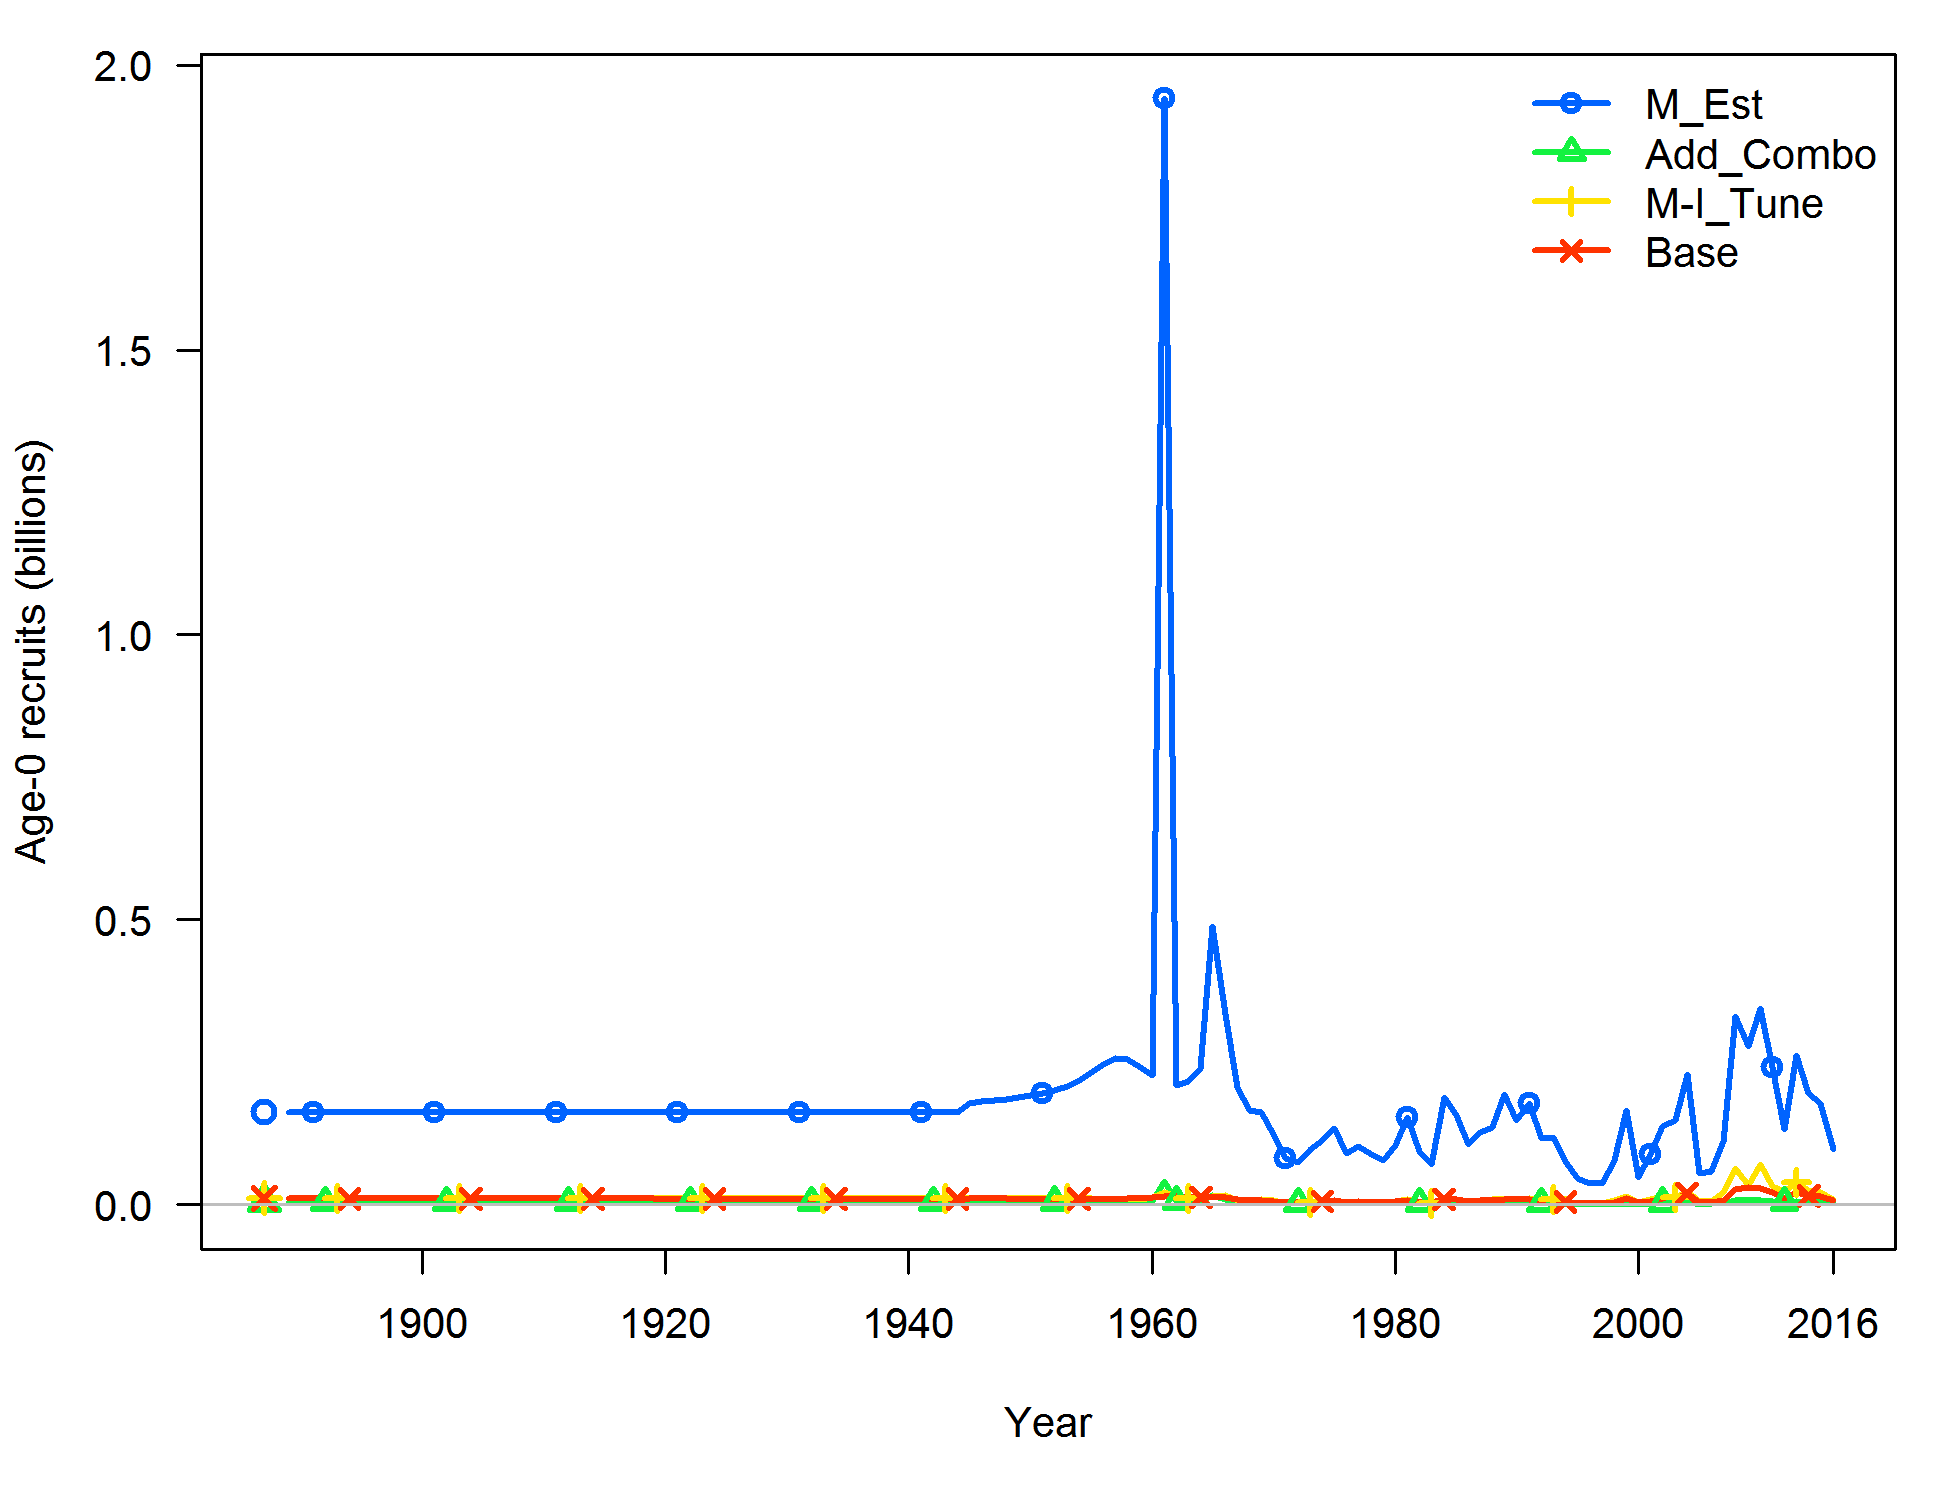 2.0
1.5
1.0
0.5
0.0
Age-0 recruits (billions)
M_Est
Add_Combo
M-I_Tune
Base
1900
1920
1940
1960
1980
2000
2016
Year